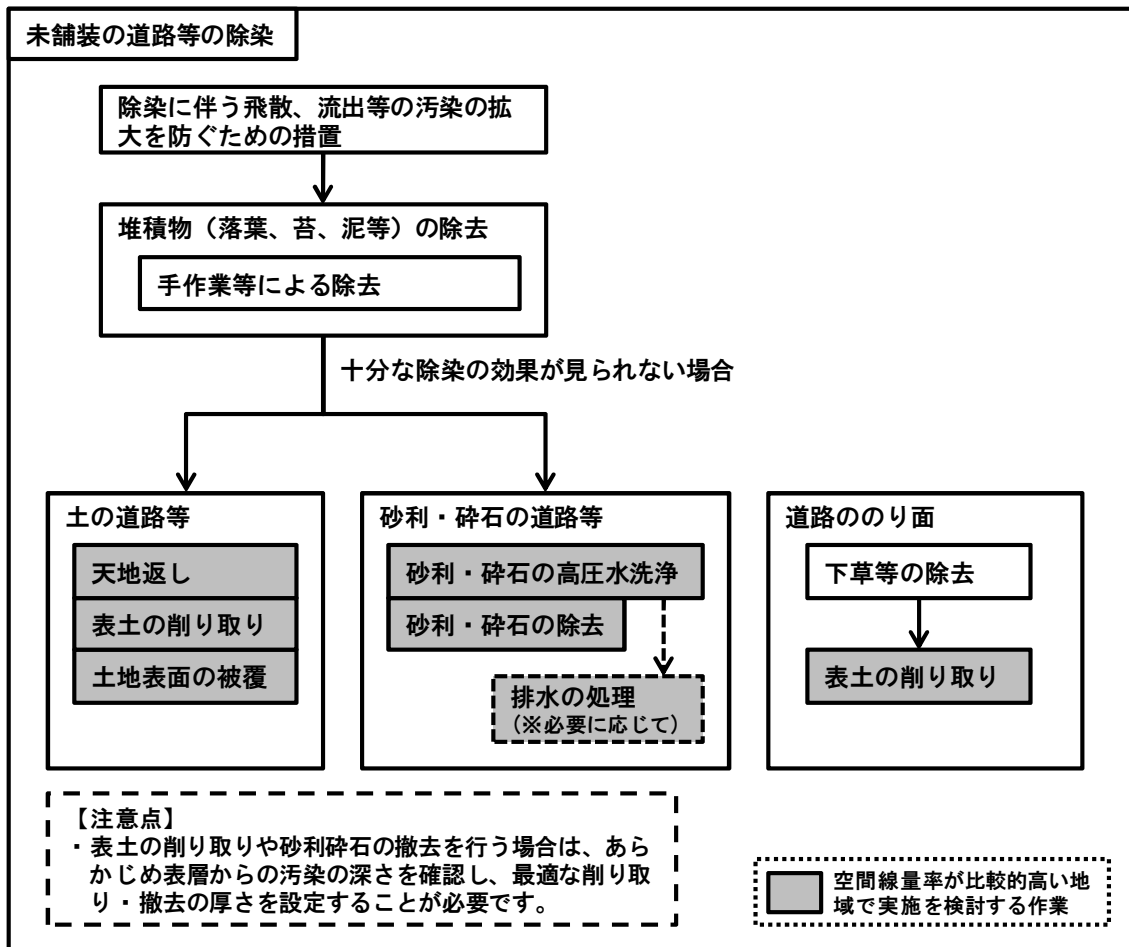 未舗装の道路等の除染
除染に伴う飛散、流出等の汚染の拡
大を防ぐための措置
堆積物（落葉、苔、泥等）の除去
手作業等による除去
十分な除染の効果が見られない場合
土の道路等
天地返し
表土の削り取り
土地表面の被覆
砂利・砕石の道路等
砂利・砕石の高圧水洗浄
砂利・砕石の除去
排水の処理
（※必要に応じて）
道路ののり面
下草等の除去
表土の削り取り
【注意点】
・表土の削り取りや砂利砕石の撤去を行う場合は、あら
かじめ表層からの汚染の深さを確認し、最適な削り取
り・撤去の厚さを設定することが必要です。
空間線量率が比較的高い地
域で実施を検討する作業